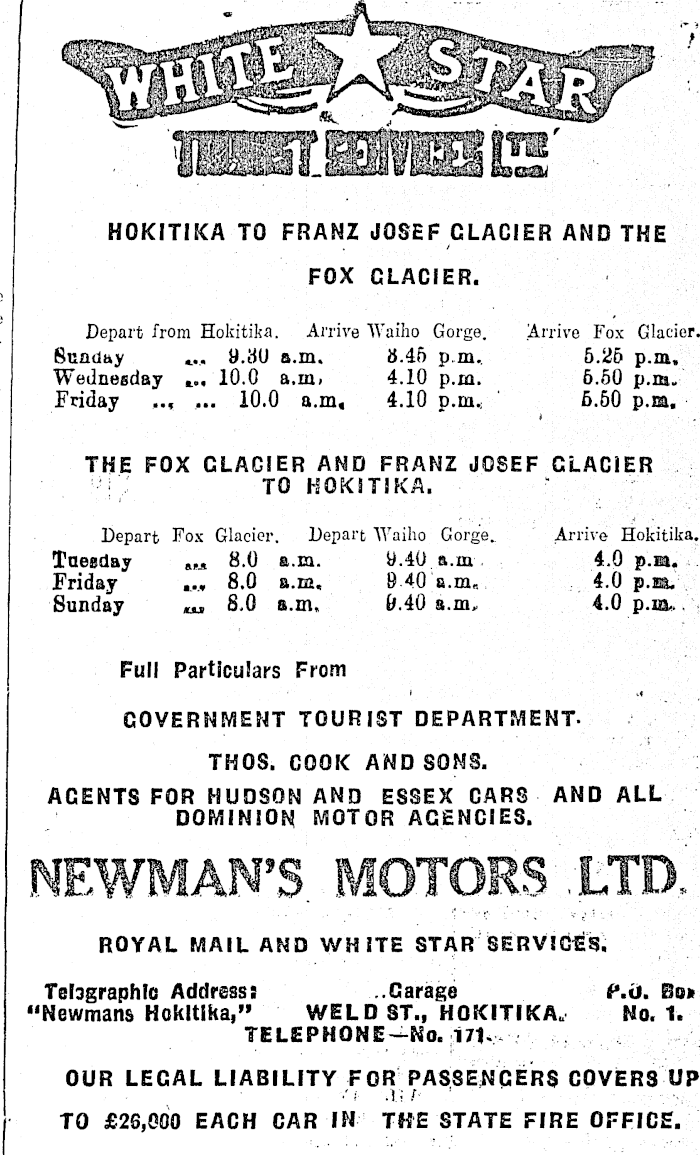 WHITE STAR
HOKITIKA TO FRANZ JOSEF GLACIER AND THE
FOX GLACIER.
Depart from Hokitika. Arrive Waiho Gorge. Arrive Fox Glacier.
Sunday ... 9.30 a.m. 3.45 p.m. 5.25 p.m.
Wednesday ... 10.0 a.m. 4.10 p.m. 5.50 p.m.
Friday ... ... 10.0 a.m. 4.10 p.m. 5.50 p.m.
THE FOX GLACIER AND FRANZ JOSEF GLACIER
TO HOKITIKA.
Depart Fox Glacier. Depart Waiho Gorge. Arrive Hokitika.
Tuesday ... 8.0 a.m. 9.40 a.m 4.0 p.m.
Friday ... 8.0 a.m. 9.40 a.m. 4.0 p.m.
Sunday ... 8.0 a.m. 9.40 a.m. 4.0 p.m.
Full Particulars From
GOVERNMENT TOURIST DEPARTMENT.
THOS. COOK AND SONS.
AGENTS FOR HUDSON AND ESSEX CARS AND ALL
DOMINION MOTOR AGENCIES.
NEWMAN'S MOTORS LTD.
ROYAL MAIL AND WHITE STAR SERVICES.
Telegraphic Address: Garage P.O. Box
"Newmans Hokitika," WELD ST., HOKITIKA. No. 1.
TELEPHONE—No. 171.
OUR LEGAL LIABILITY FOR PASSENGERS COVERS UP
TO £26,000 EACH CAR IN THE STATE FIRE OFFICE.